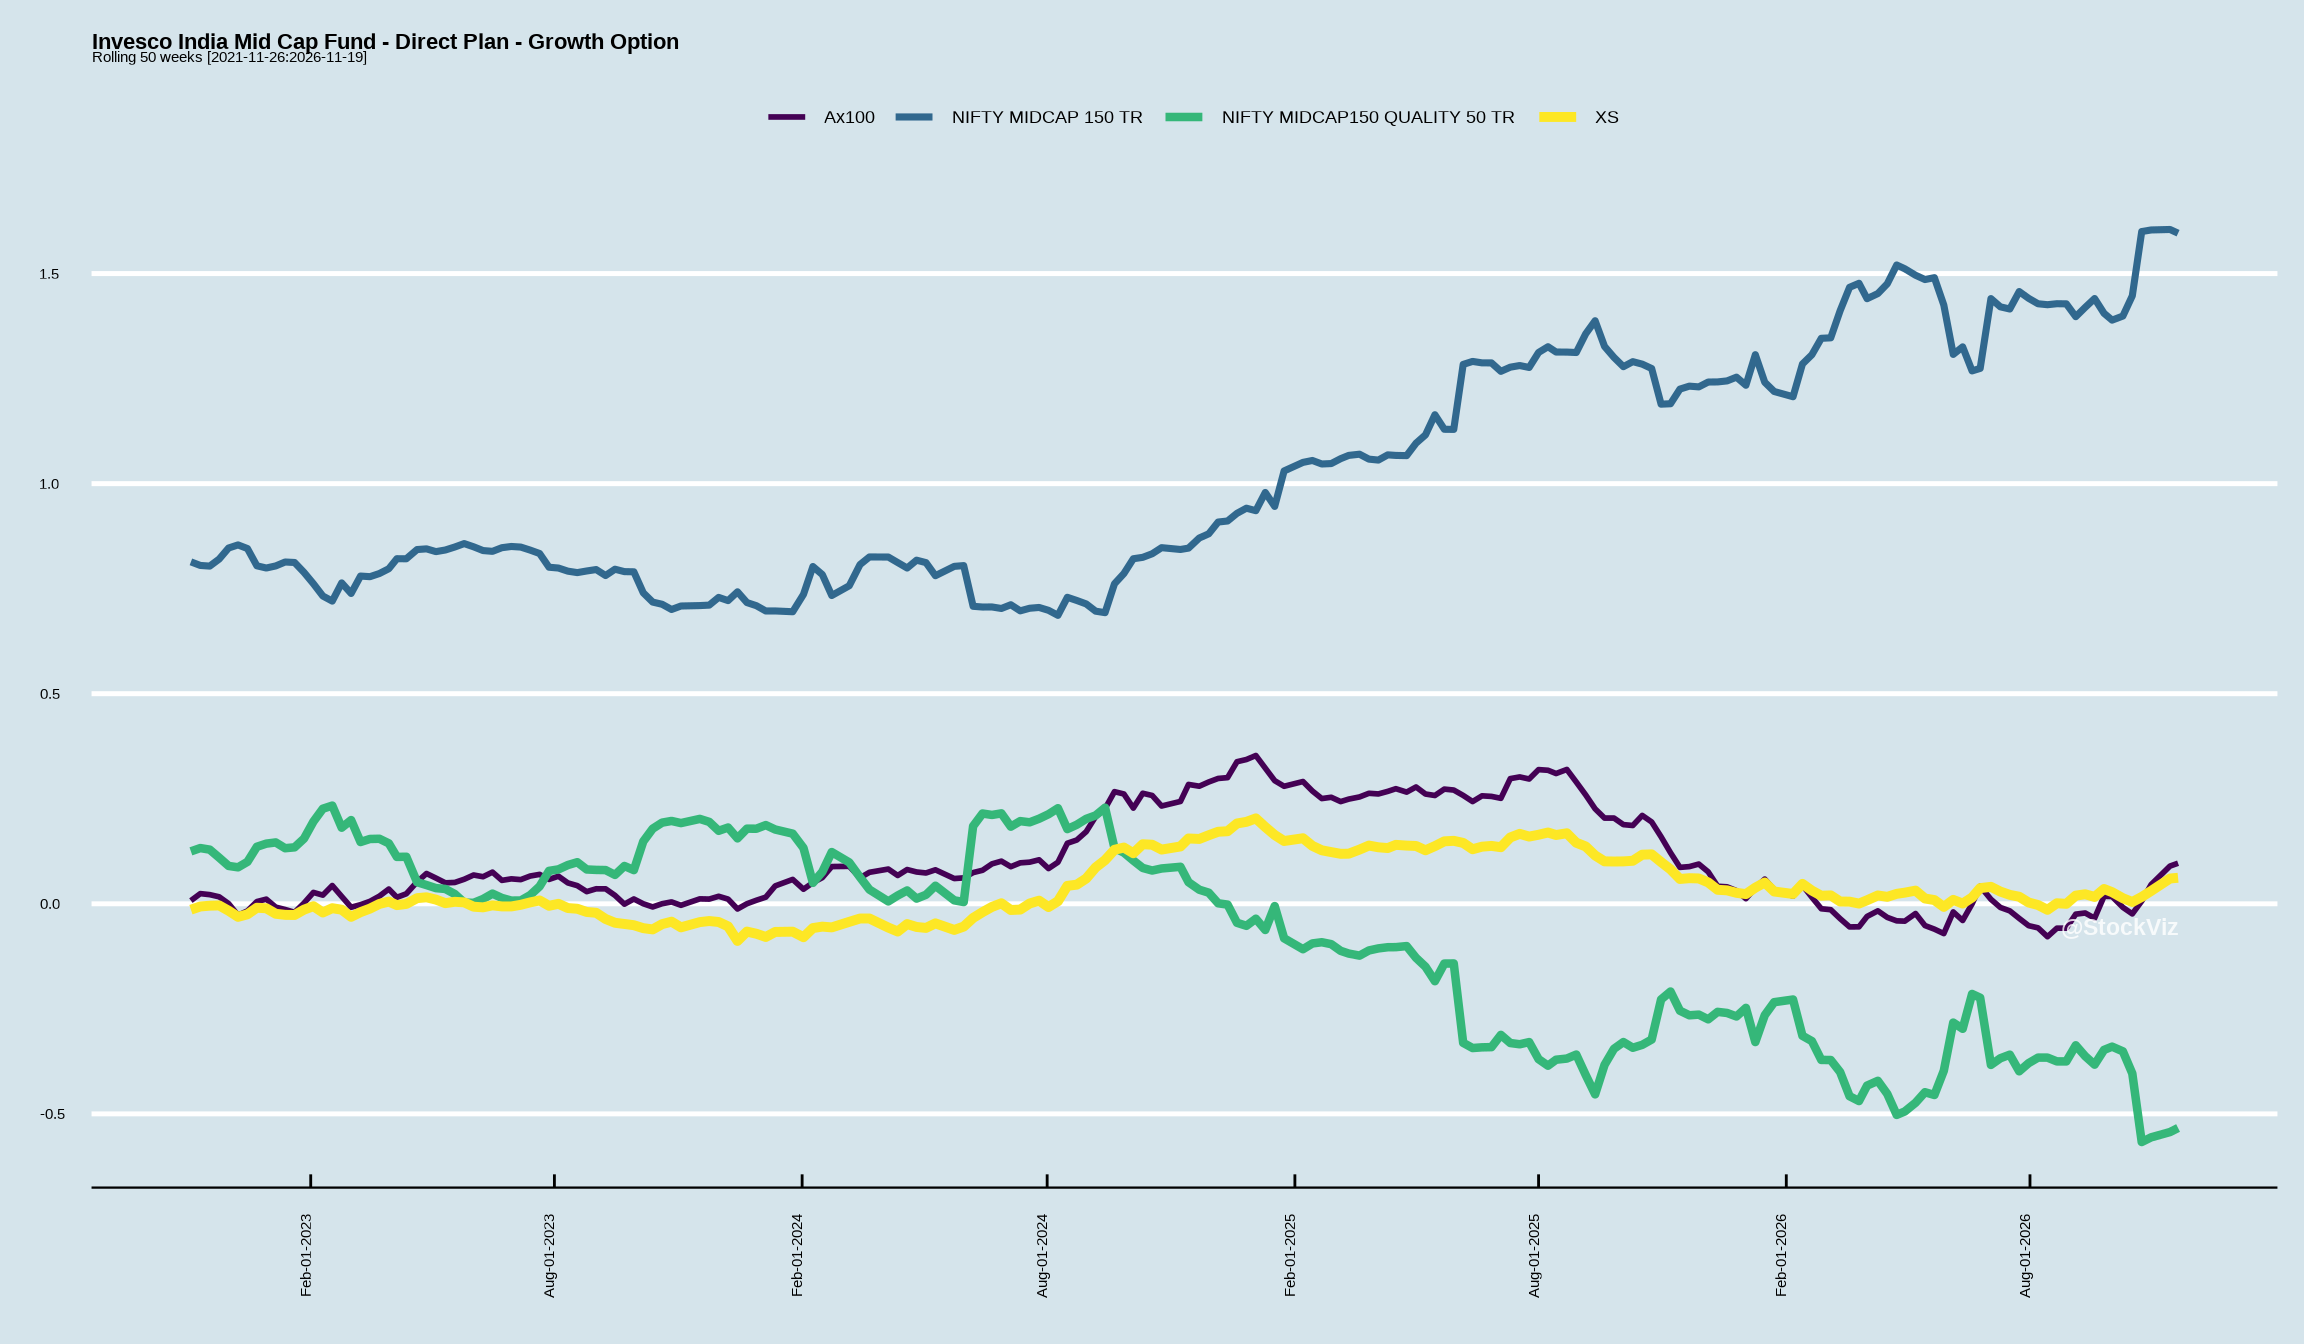 Invesco India Mid Cap Fund - Direct Plan - Growth Option
Rolling 50 weeks [2021-11-26:2026-11-19]
Ax100 NIFTY MIDCAP 150 TR NIFTY MIDCAP150 QUALITY 50 TR XS
1.5
1.0
0.5
0.0
-0.5
@StockViz
Feb-01-2023
Aug-01-2023
Feb-01-2024
Aug-01-2024
Feb-01-2025
Aug-01-2025
Feb-01-2026
Aug-01-2026